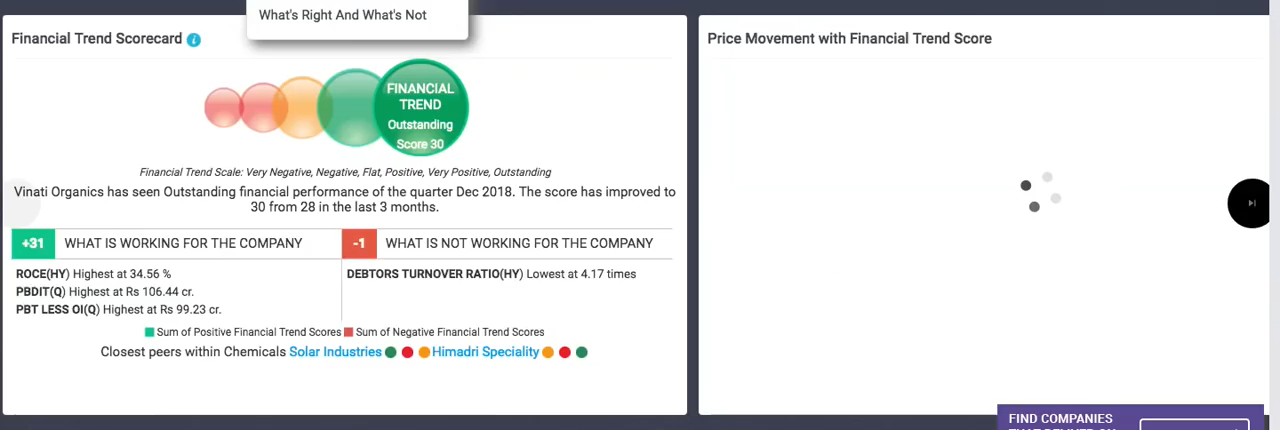 What's Right And What's Not
Financial Trend Scorecard
FINANCIAL
TREND
Outstanding
Score 30
Financial Trend Scale: Very Negative, Negative, Flat, Positive, Very Positive, Outstanding
Vinati Organics has seen Outstanding financial performance of the quarter Dec 2018. The score has improved to
30 from 28 in the last 3 months.
+31 WHAT IS WORKING FOR THE COMPANY
ROCE(HY) Highest at 34.56 %
PBDIT(Q) Highest at Rs 106.44 cr.
PBT LESS OI(Q) Highest at Rs 99.23 cr.
-1 WHAT IS NOT WORKING FOR THE COMPANY
DEBTORS TURNOVER RATIO(HY) Lowest at 4.17 times
Sum of Positive Financial Trend Scores Sum of Negative Financial Trend Scores
Closest peers within Chemicals Solar Industries Himadri Speciality
Price Movement with Financial Trend Score
FIND COMPANIES